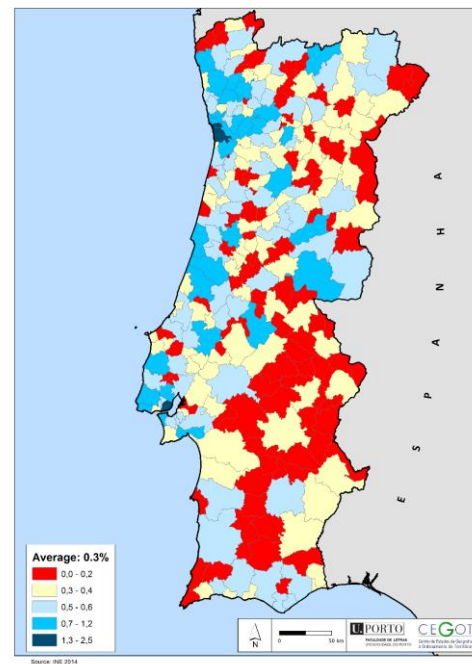 E S P A N H A
Average: 0.3%
0,0 - 0,2
0,3 - 0,4
0,5 - 0,6
0,7 - 1,2
1,3 - 2,5
N
0
50 km
U. PORTO
FACULDADE DE LETRAS
UNIVERSIDADE DO PORTO
CEGOT
Source: INE 2014